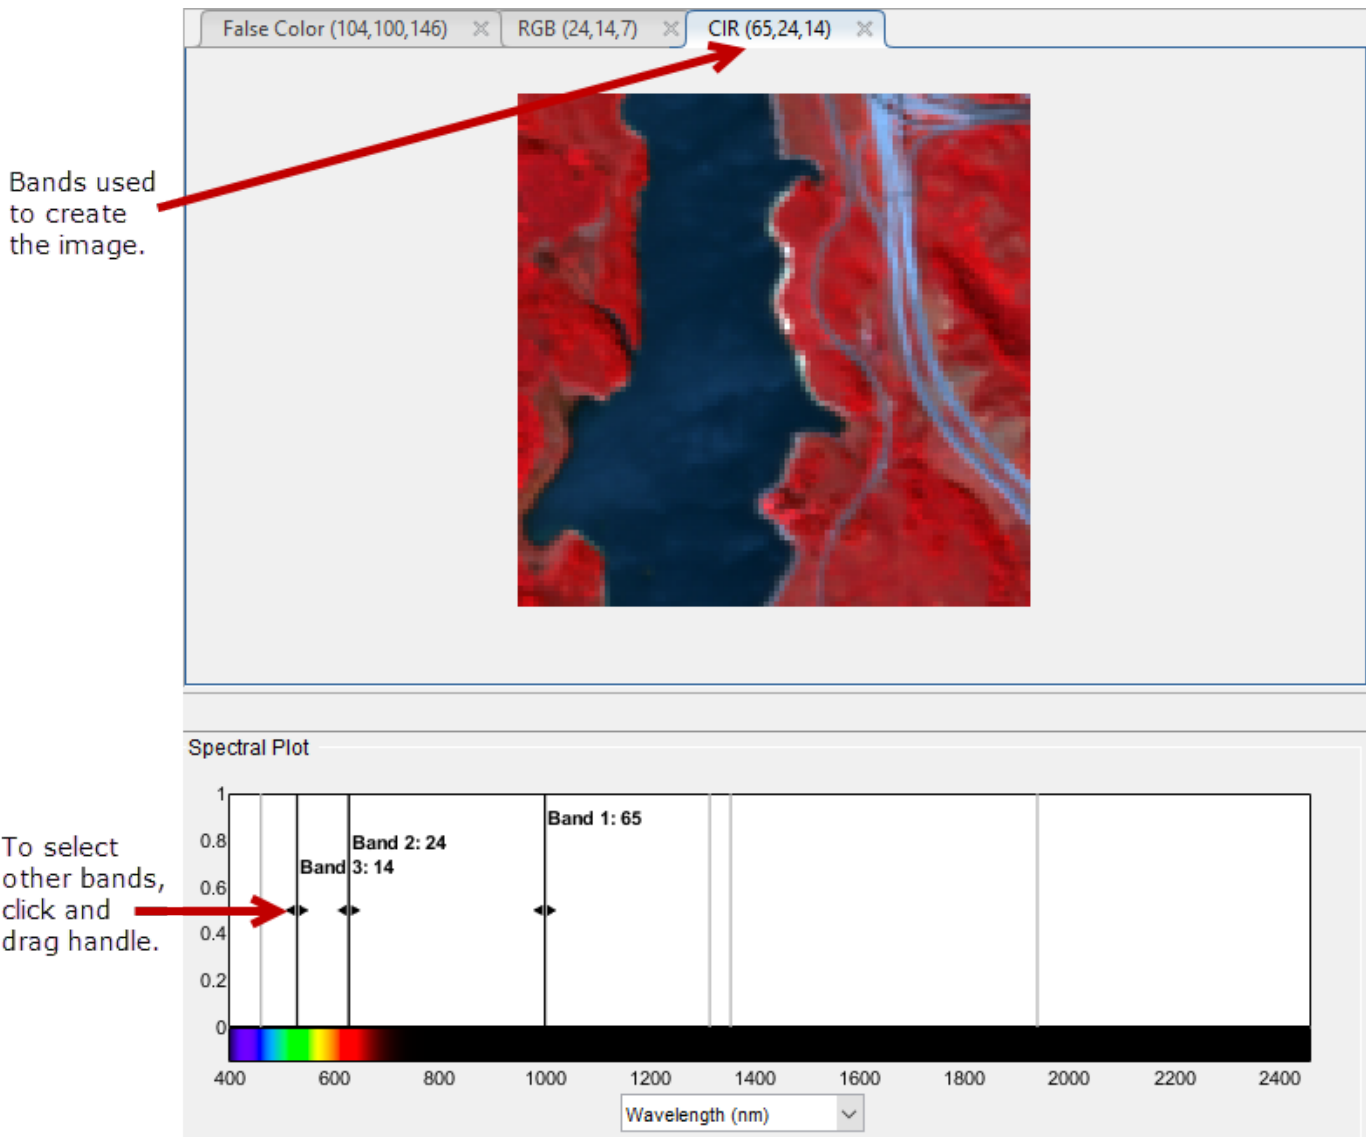 False Color (104,100,146)
RGB (24,14,7)
CIR (65,24,14)
Bands used
to create
the image.
Spectral Plot
1
0.8
0.6
0.4
0.2
0
Band 1: 65
Band 2: 24
Band 3: 14
To select
other bands,
click and
drag handle.
400 600 800 1000 1200 1400 1600 1800 2000 2200 2400
Wavelength (nm)